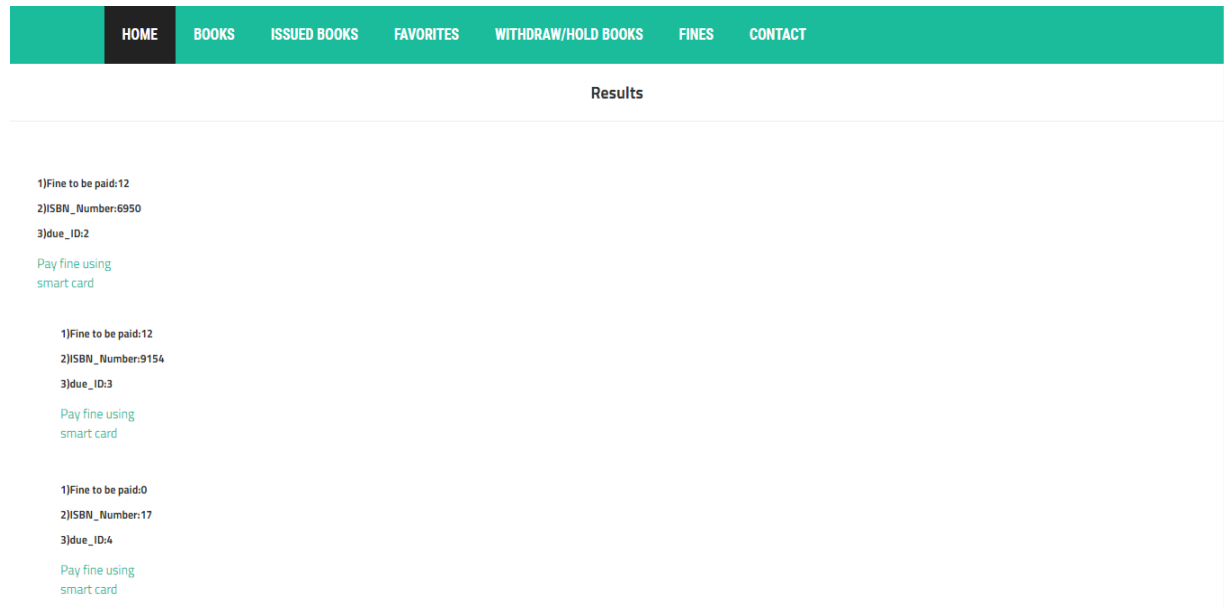 HOME BOOKS ISSUED BOOKS FAVORITES WITHDRAW/HOLD BOOKS FINES CONTACT
Results
1)Fine to be paid:12
2)ISBN_Number:6950
3)due_ID:2
Pay fine using
smart card
1)Fine to be paid:12
2)ISBN_Number:9154
3)due_ID:3
Pay fine using
smart card
1)Fine to be paid:0
2)ISBN_Number:17
3)due_ID:4
Pay fine using
smart card